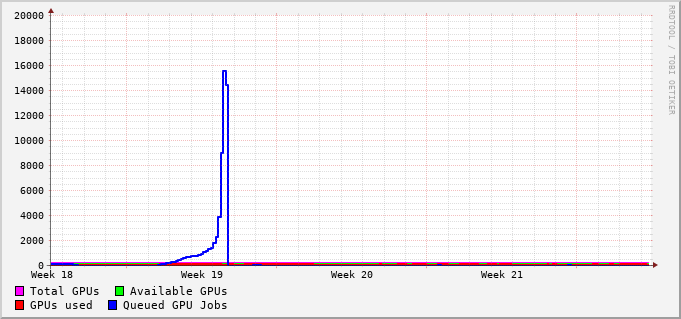 20000
18000
16000
14000
12000
10000
8000
6000
4000
2000
0
Week 18 Week 19 Week 20 Week 21
Total GPUs Available GPUs
GPUs used Queued GPU Jobs
RRDTOOL / TOBI OETIKER